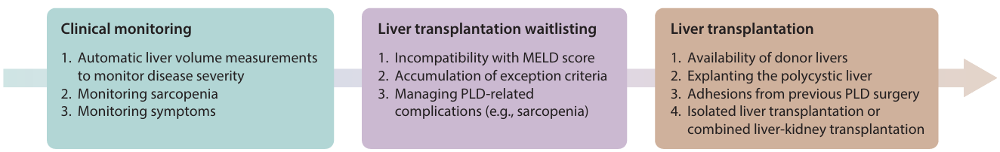 Clinical monitoring
1. Automatic liver volume measurements
to monitor disease severity
2. Monitoring sarcopenia
3. Monitoring symptoms
Liver transplantation waitlisting
1. Incompatibility with MELD score
2. Accumulation of exception criteria
3. Managing PLD-related
complications (e.g., sarcopenia)
Liver transplantation
1. Availability of donor livers
2. Explanting the polycystic liver
3. Adhesions from previous PLD surgery
4. Isolated liver transplantation or
combined liver-kidney transplantation